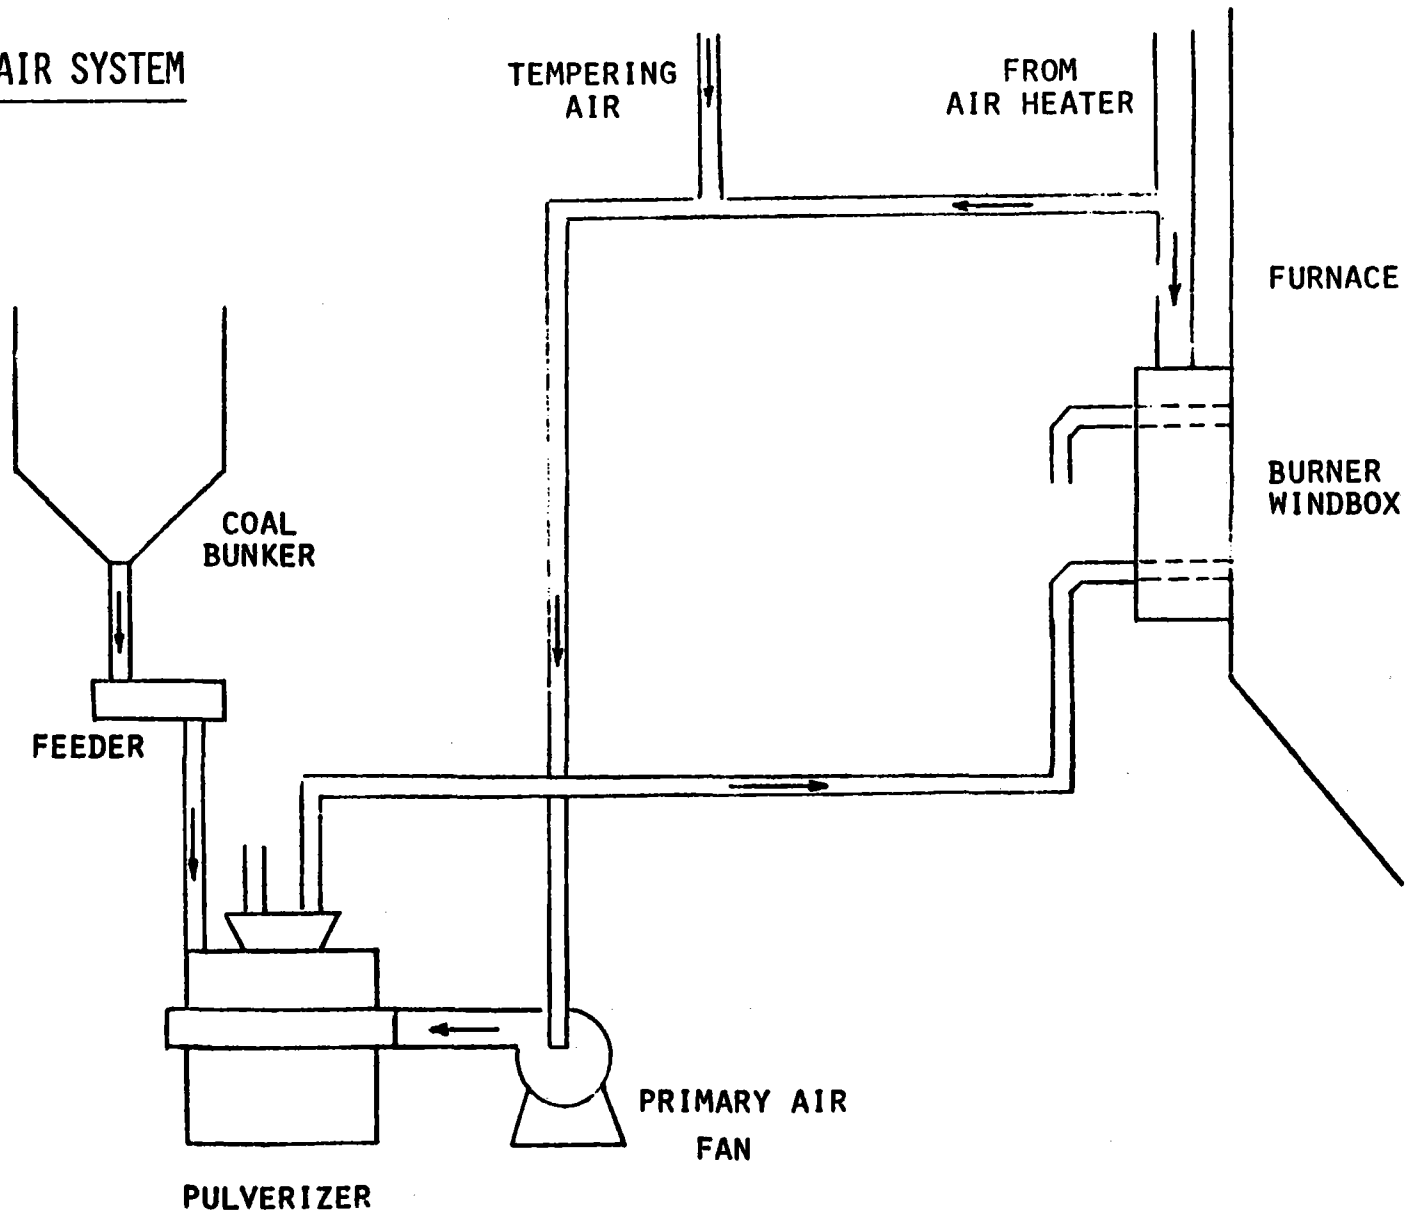 AIR SYSTEM
TEMPERING
AIR
FROM
AIR HEATER
FURNACE
BURNER
WINDBOX
COAL
BUNKER
FEEDER
PRIMARY AIR
FAN
PULVERIZER